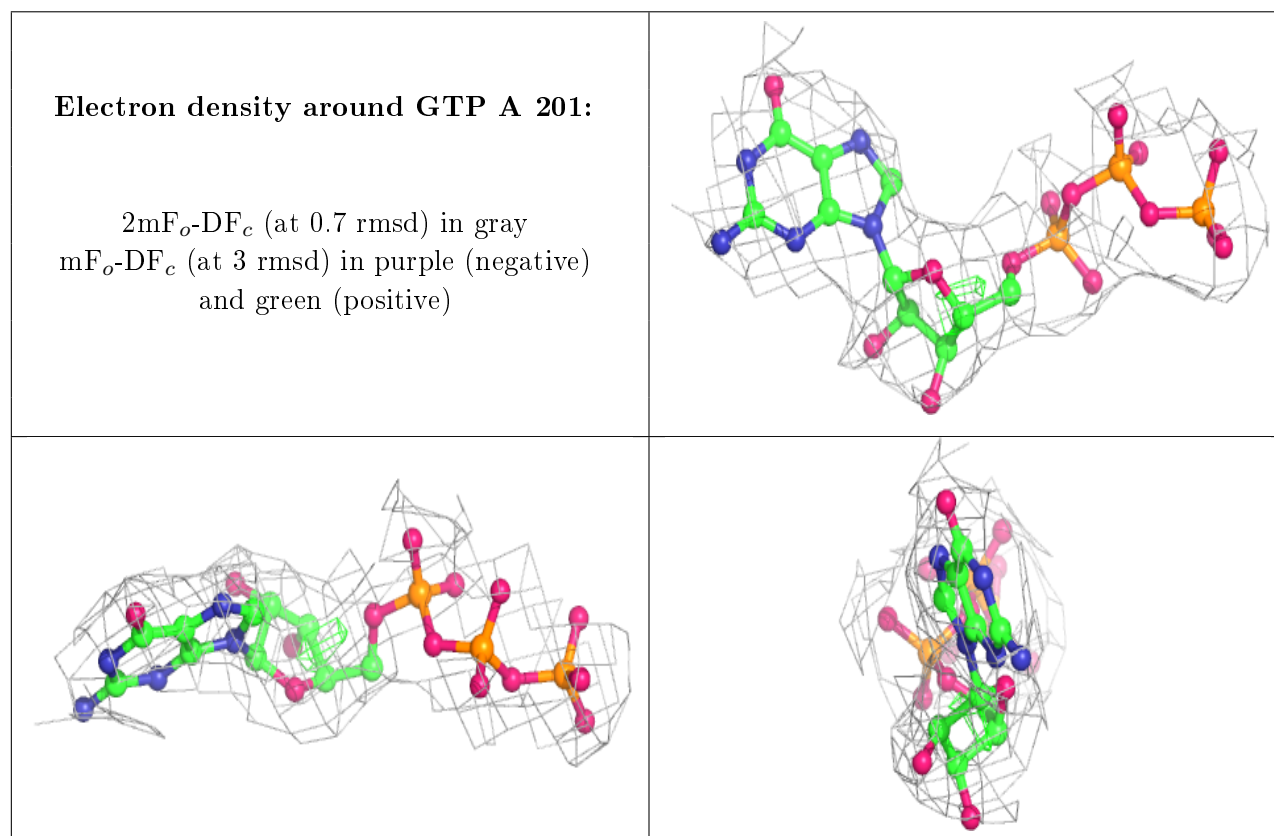 Electron density around GTP A 201:
2mFo-DFc (at 0.7 rmsd) in gray
mFo-DFc (at 3 rmsd) in purple (negative)
and green (positive)